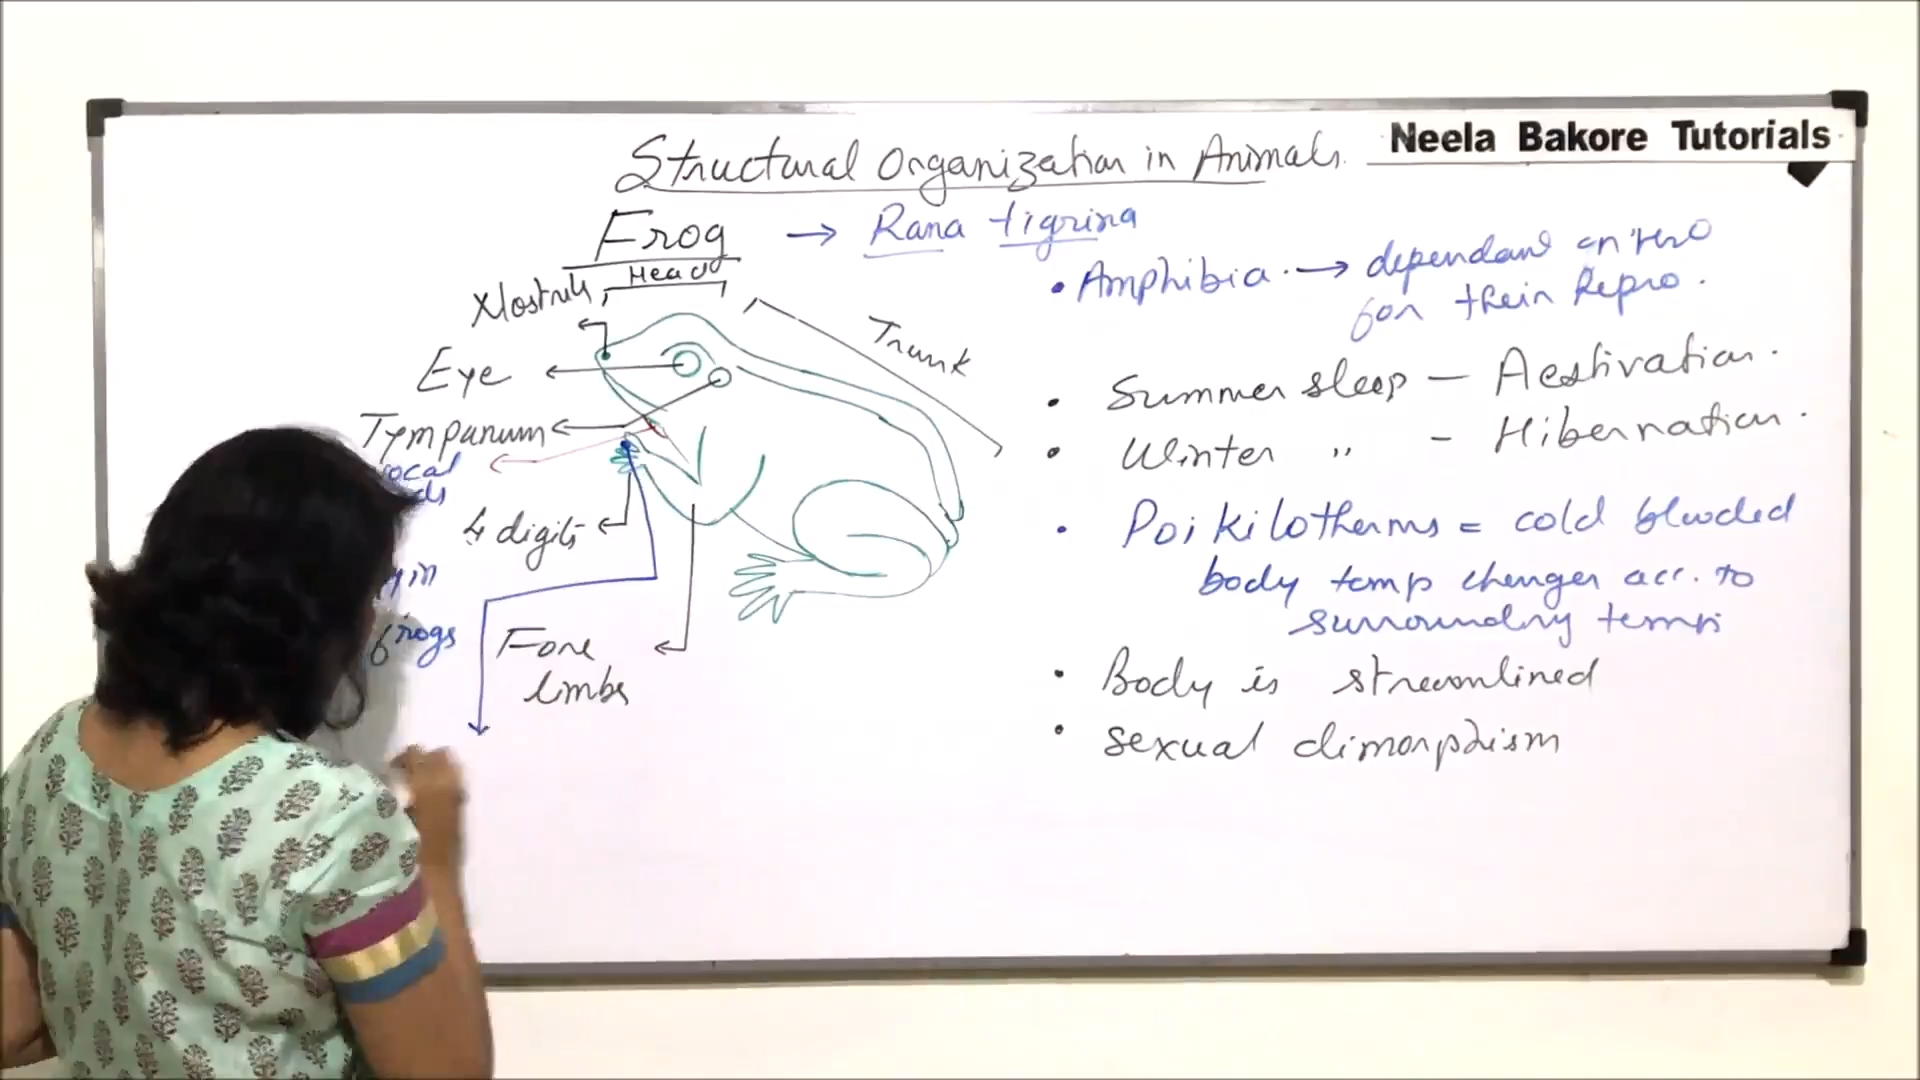 Neela Bakore Tutorials
Structural Organization in Animals.
Frog → Rana tigrina
Head
Nostrils
Eye
Tympanum
4 digits
frogs
Fore
limbs
Trunk
• Amphibia. → dependant on H2O
for their Repro.
• Summer sleep - Aestivation.
• Winter " - Hibernation.
• Poikilotherms = cold blooded
body temp changes acc. to
surrounding temp
• Body is streamlined
• sexual dimorphism